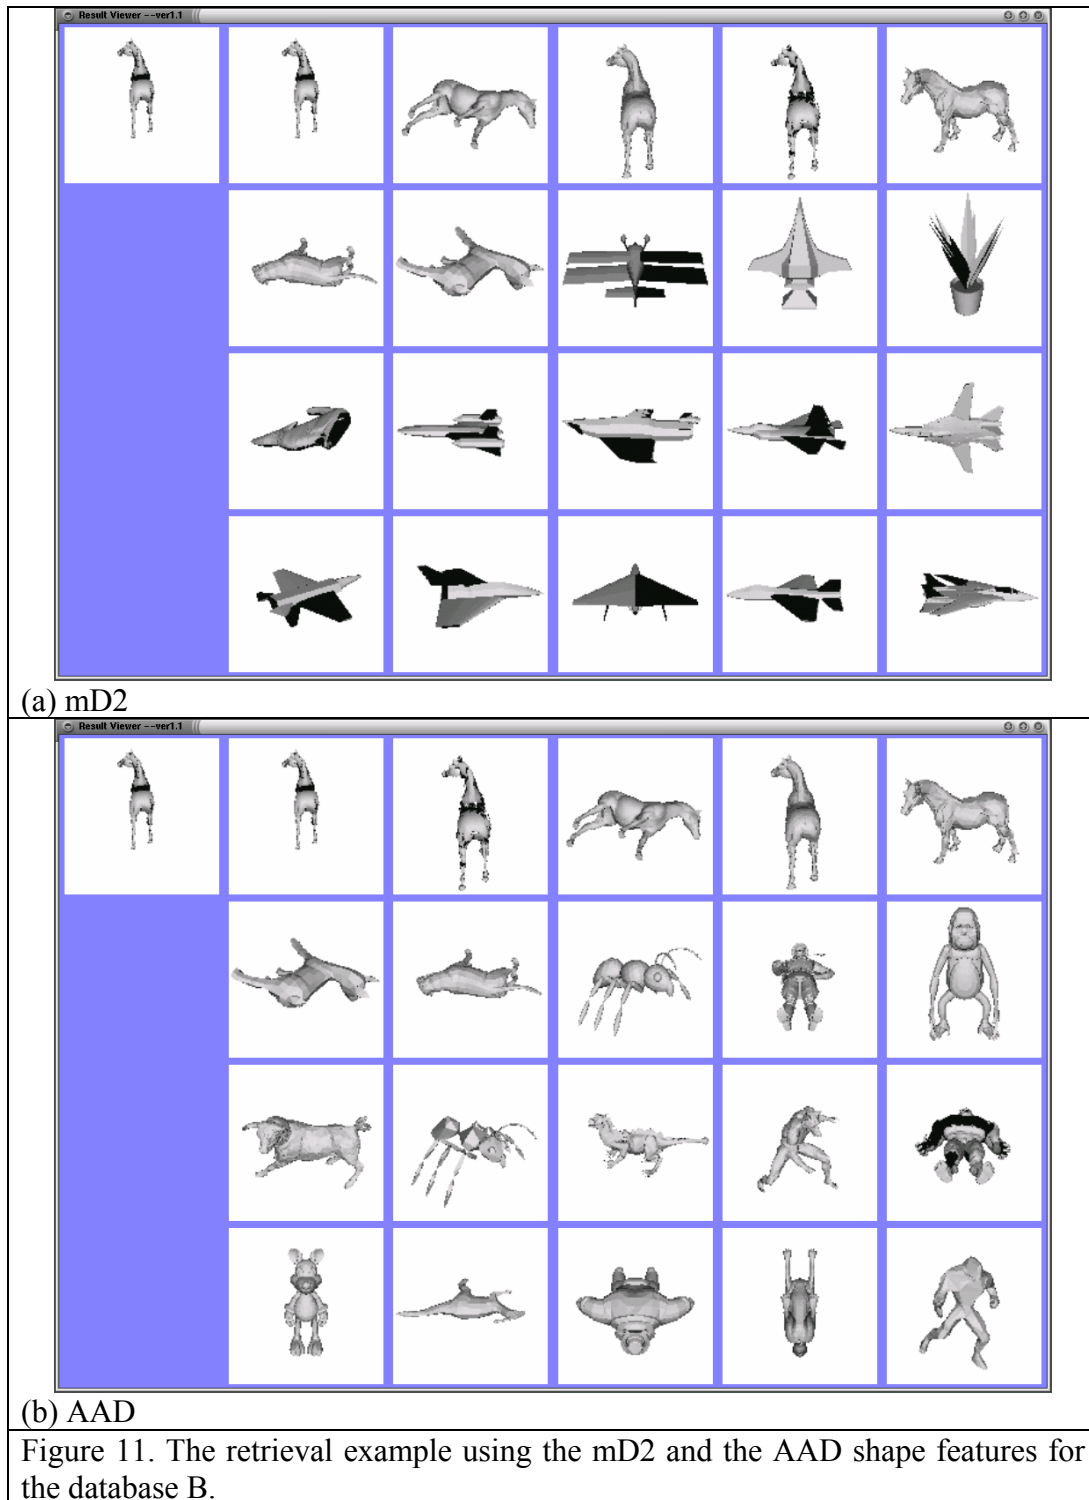 Result Viewer --ver1.1
(a) mD2
Result Viewer --ver1.1
(b) AAD
Figure 11. The retrieval example using the mD2 and the AAD shape features for
the database B.